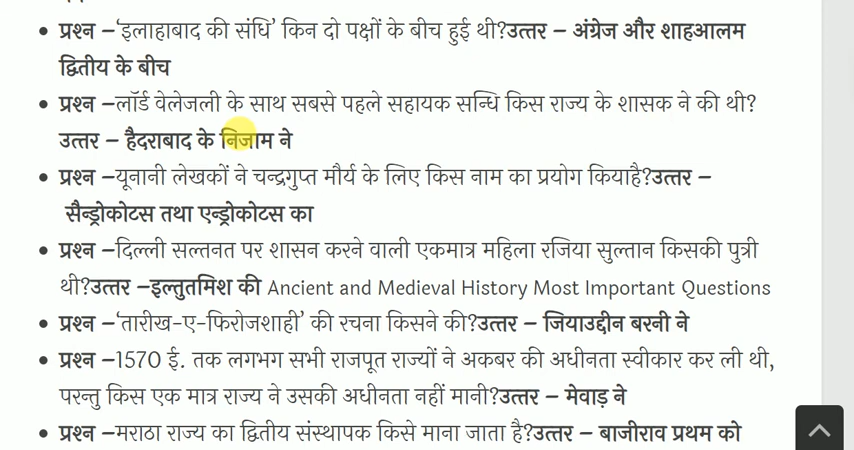 प्रश्न –‘इलाहाबाद की संधि’ किन दो पक्षों के बीच हुई थी?उत्तर – अंग्रेज और शाहआलम
द्वितीय के बीच
प्रश्न –लॉर्ड वेलेजली के साथ सबसे पहले सहायक सन्धि किस राज्य के शासक ने की थी?
उत्तर – हैदराबाद के निजाम ने
प्रश्न –यूनानी लेखकों ने चन्द्रगुप्त मौर्य के लिए किस नाम का प्रयोग कियाहै?उत्तर –
सैन्ड्रोकोटस तथा एन्ड्रोकोटस का
प्रश्न –दिल्ली सल्तनत पर शासन करने वाली एकमात्र महिला रजिया सुल्तान किसकी पुत्री
थी?उत्तर –इल्तुतमिश की Ancient and Medieval History Most Important Questions
प्रश्न –‘तारीख-ए-फिरोजशाही’ की रचना किसने की?उत्तर – जियाउद्दीन बरनी ने
प्रश्न –1570 ई. तक लगभग सभी राजपूत राज्यों ने अकबर की अधीनता स्वीकार कर ली थी,
परन्तु किस एक मात्र राज्य ने उसकी अधीनता नहीं मानी?उत्तर – मेवाड़ ने
प्रश्न –मराठा राज्य का द्वितीय संस्थापक किसे माना जाता है?उत्तर – बाजीराव प्रथम को